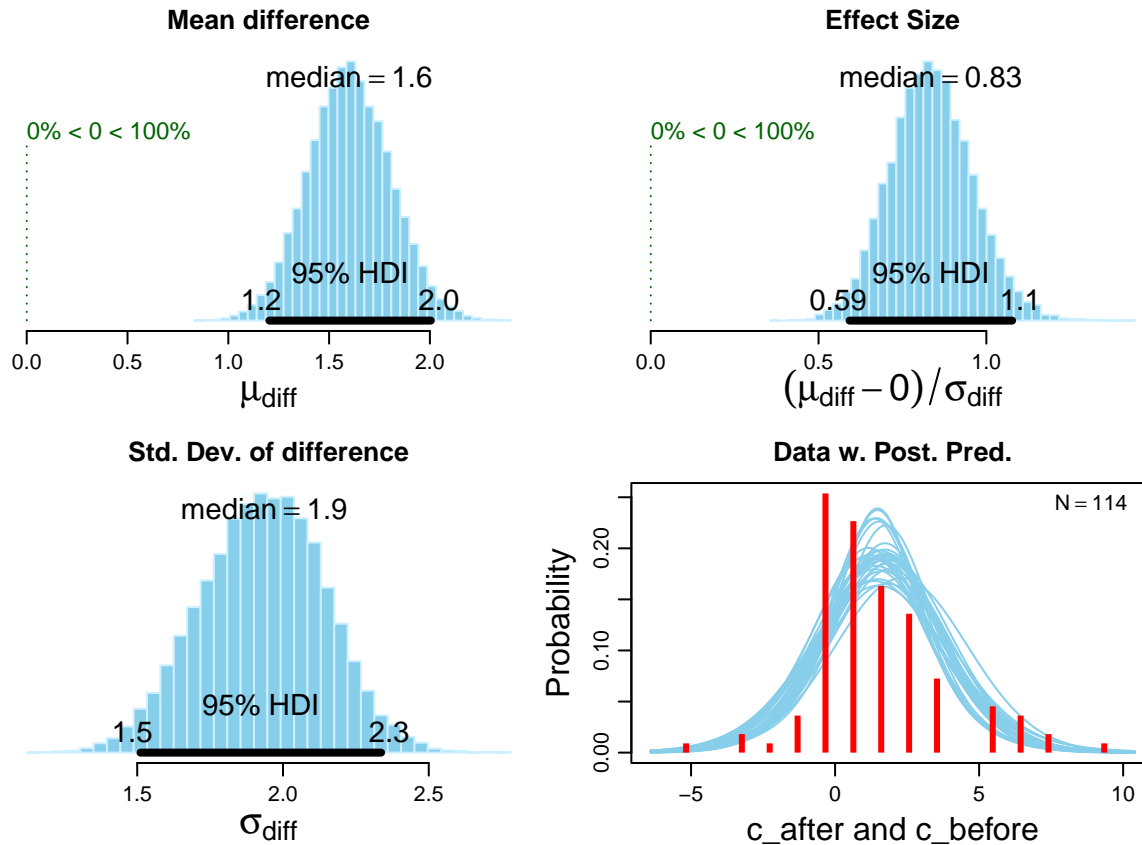 Mean difference
median = 1.6
0% < 0 < 100%
95% HDI
1.2
2.0
0.0
0.5
1.0
1.5
2.0
μdiff
Effect Size
median = 0.83
0% < 0 < 100%
95% HDI
0.59
1.1
0.0
0.5
1.0
(μdiff − 0) / σdiff
Std. Dev. of difference
median = 1.9
95% HDI
1.5
2.3
1.5
2.0
2.5
σdiff
Data w. Post. Pred.
N = 114
Probability
0.20
0.10
0.00
−5
0
5
10
c_after and c_before